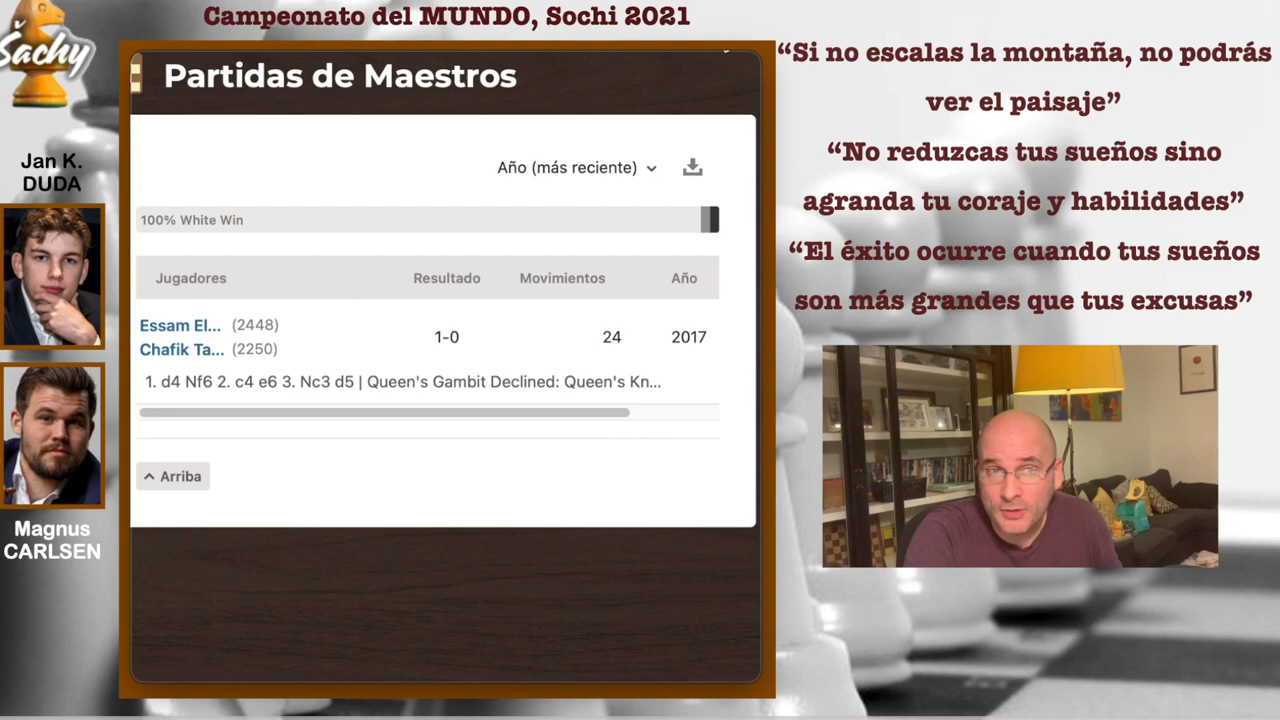 Campeonato del MUNDO, Sochi 2021
Šachy
Jan K.
DUDA
Magnus
CARLSEN
Partidas de Maestros
Año (más reciente)
100% White Win
Jugadores Resultado Movimientos Año
Essam El... (2448)
Chafik Ta... (2250)
1-0 24 2017
1. d4 Nf6 2. c4 e6 3. Nc3 d5 | Queen's Gambit Declined: Queen's Kn...
Arriba
“Si no escalas la montaña, no podrás
ver el paisaje”
“No reduzcas tus sueños sino
agranda tu coraje y habilidades”
“El éxito ocurre cuando tus sueños
son más grandes que tus excusas”